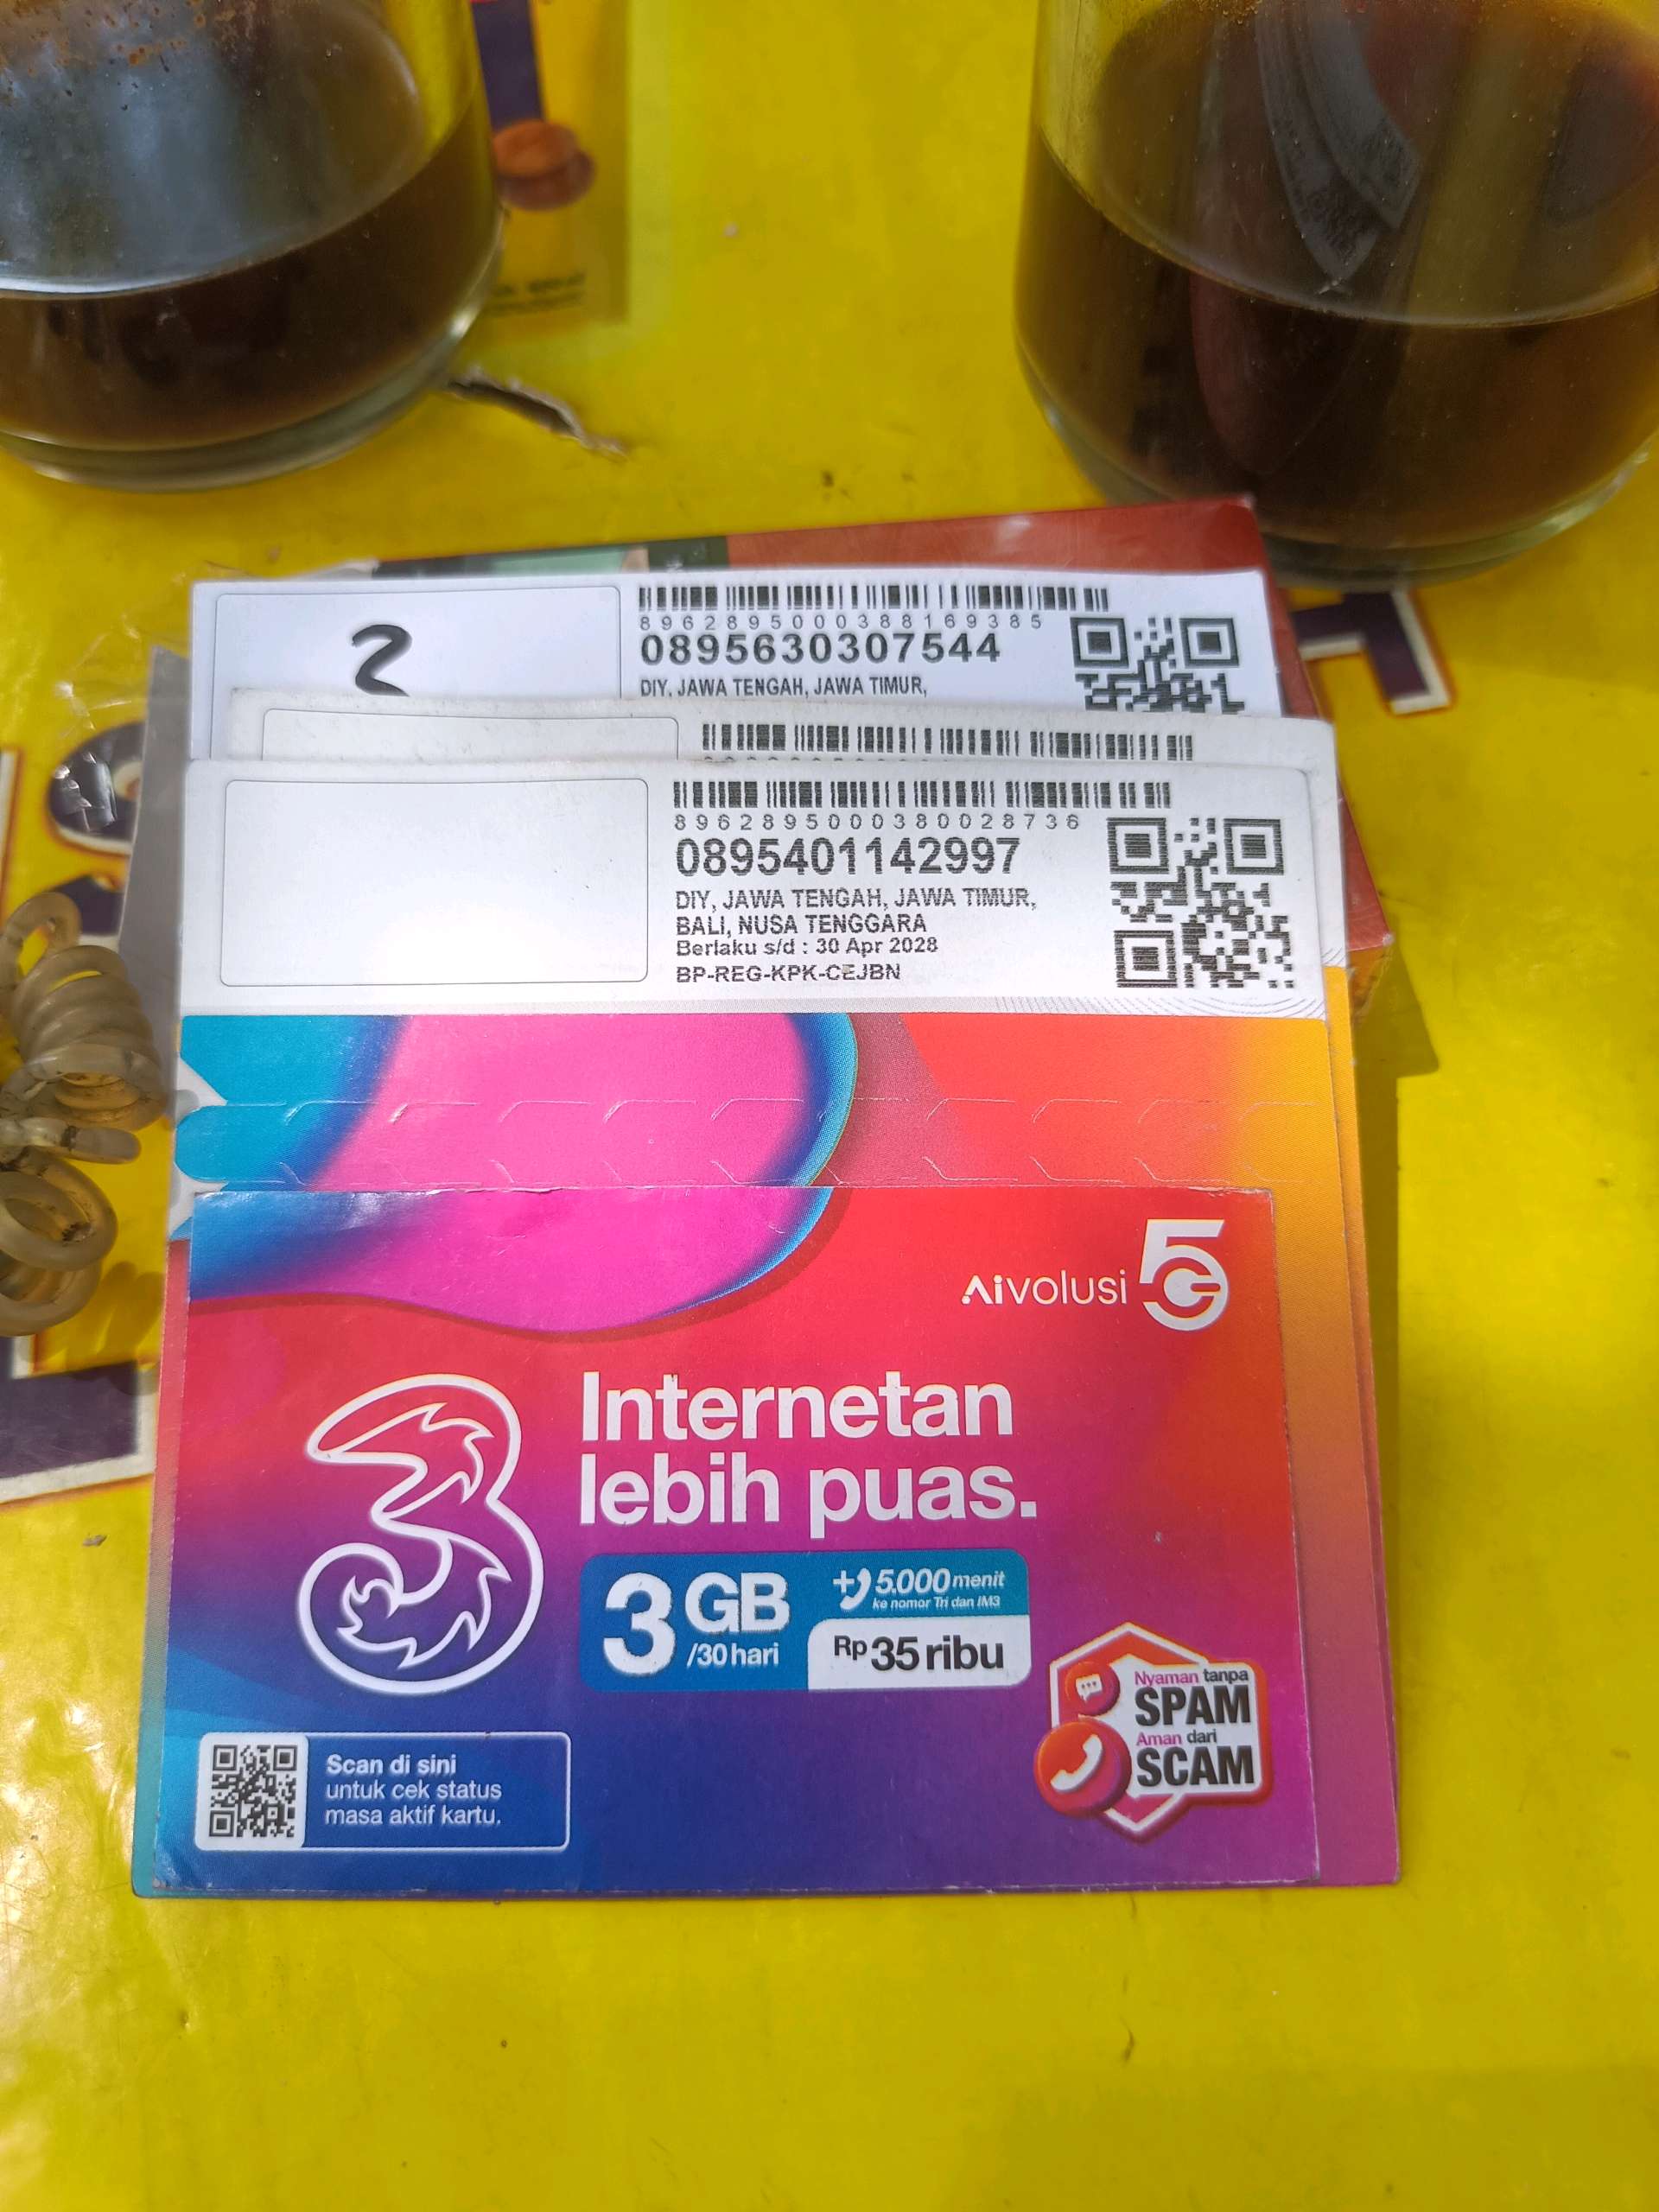 2
8962895000388169385
0895630307544
DIY, JAWA TENGAH, JAWA TIMUR,
8962895000380028736
0895401142997
DIY, JAWA TENGAH, JAWA TIMUR,
BALI, NUSA TENGGARA
Berlaku s/d : 30 Apr 2028
BP-REG-KPK-CEJBN
Aivolusi 5G
3
Internetan
lebih puas.
3 GB
/30 hari
+ 5.000 menit
ke nomor Tri dan IM3
Rp 35 ribu
Nyaman tanpa
SPAM
Aman dari
SCAM
Scan di sini
untuk cek status
masa aktif kartu.